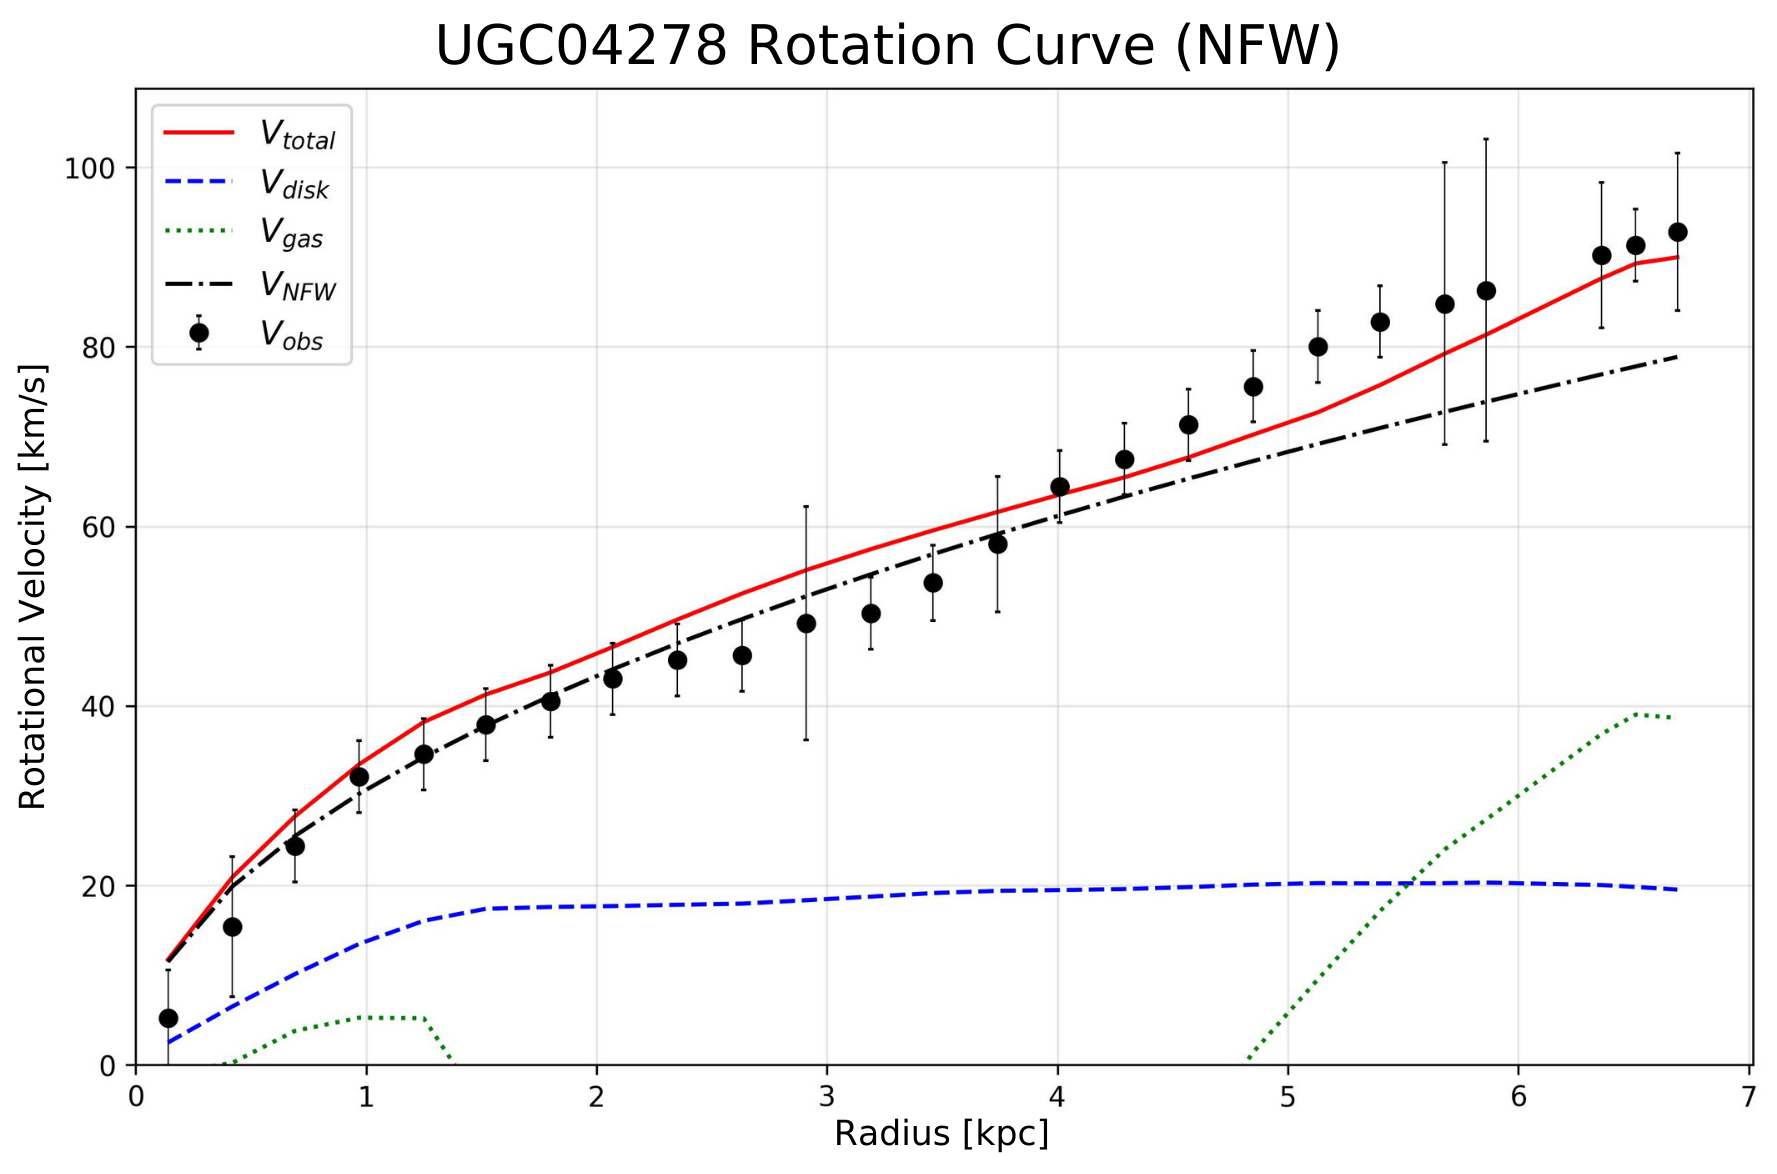 UGC04278 Rotation Curve (NFW)
V_total
V_disk
V_gas
V_NFW
V_obs
Rotational Velocity [km/s]
100
80
60
40
20
0
0 1 2 3 4 5 6 7
Radius [kpc]